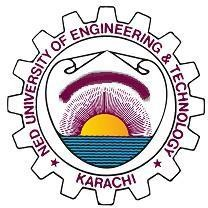 NED UNIVERSITY OF ENGINEERING & TECHNOLOGY
KARACHI